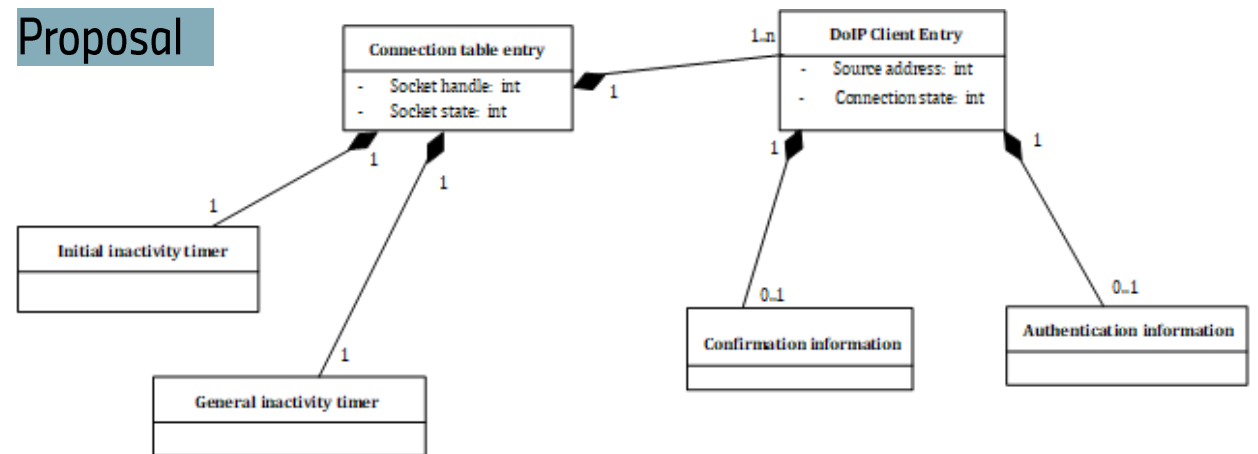 Proposal
Connection table entry
- Socket handle: int
- Socket state: int
1..n
1
DoIP Client Entry
- Source address: int
- Connection state: int
1
1
1
1
1
Initial inactivity timer
1
General inactivity timer
0..1
Confirmation information
0..1
Authentication information